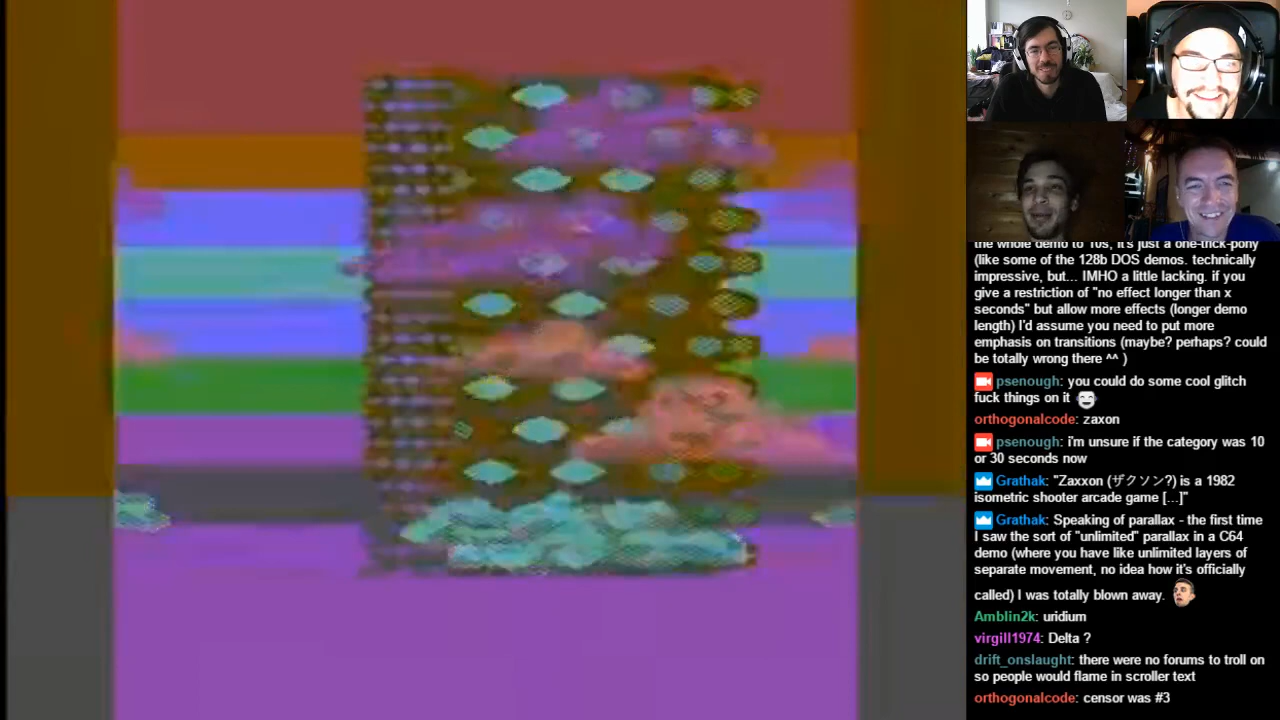 the whole demo to 10s, it's just a one-trick-pony
(like some of the 128b DOS demos. technically
impressive, but... IMHO a little lacking. if you
give a restriction of "no effect longer than x
seconds" but allow more effects (longer demo
length) I'd assume you need to put more
emphasis on transitions (maybe? perhaps? could
be totally wrong there ^^ )
psenough: you could do some cool glitch
fuck things on it
orthogonalcode: zaxon
psenough: i'm unsure if the category was 10
or 30 seconds now
Grathak: "Zaxxon (ザクソン?) is a 1982
isometric shooter arcade game [...]"
Grathak: Speaking of parallax - the first time
I saw the sort of "unlimited" parallax in a C64
demo (where you have like unlimited layers of
separate movement, no idea how it's officially
called) I was totally blown away.
Amblin2k: uridium
virgill1974: Delta ?
drift_onslaught: there were no forums to troll on
so people would flame in scroller text
orthogonalcode: censor was #3